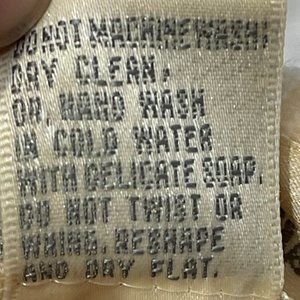 DO NOT MACHINE WASH;
DRY CLEAN,
OR, HAND WASH
IN COLD WATER
WITH DELICATE SOAP.
DO NOT TWIST OR
WRING, RESHAPE
AND DRY FLAT.